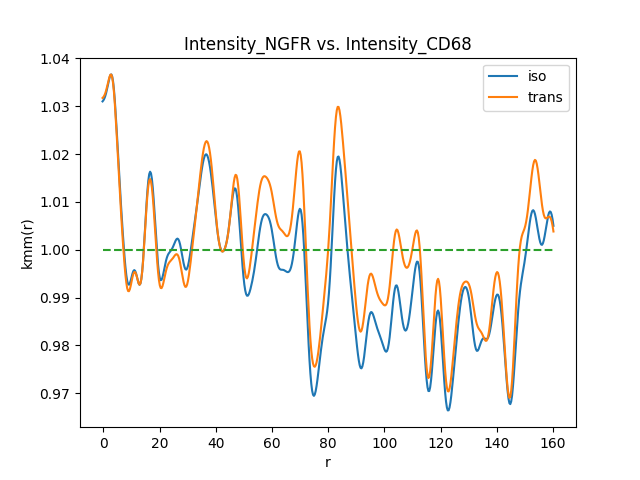 Intensity_NGFR vs. Intensity_CD68
iso
trans
kmm(r)
1.04
1.03
1.02
1.01
1.00
0.99
0.98
0.97
0 20 40 60 80 100 120 140 160
r